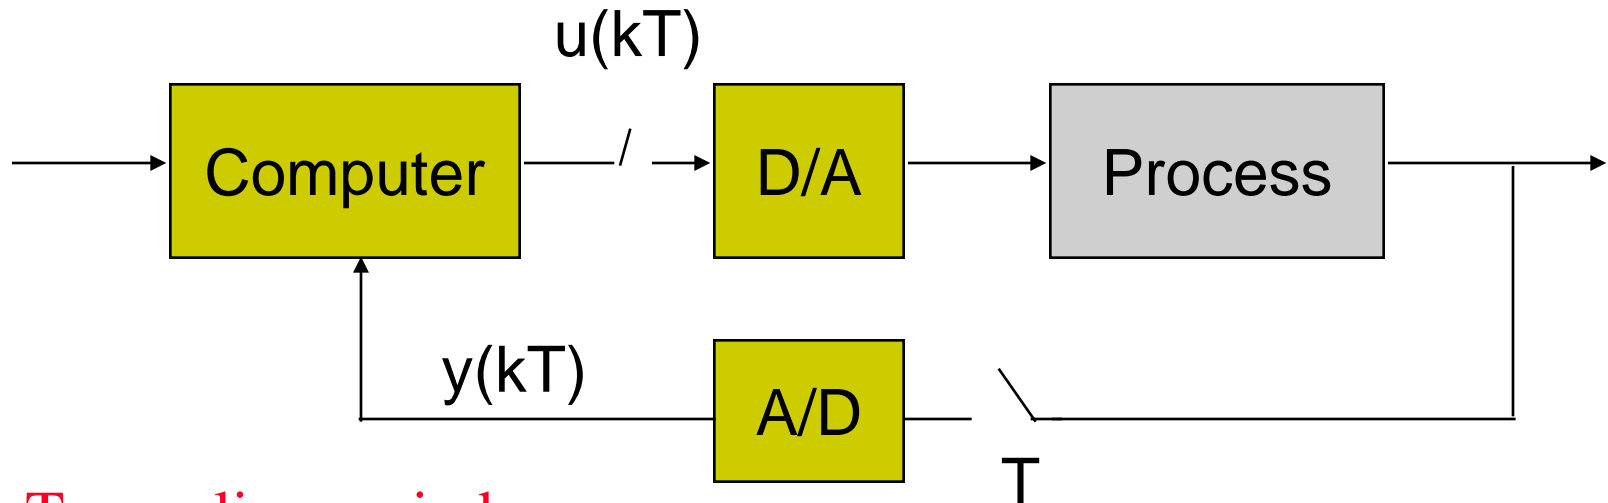 u(kT)
Computer
D/A
Process
y(kT)
A/D
T